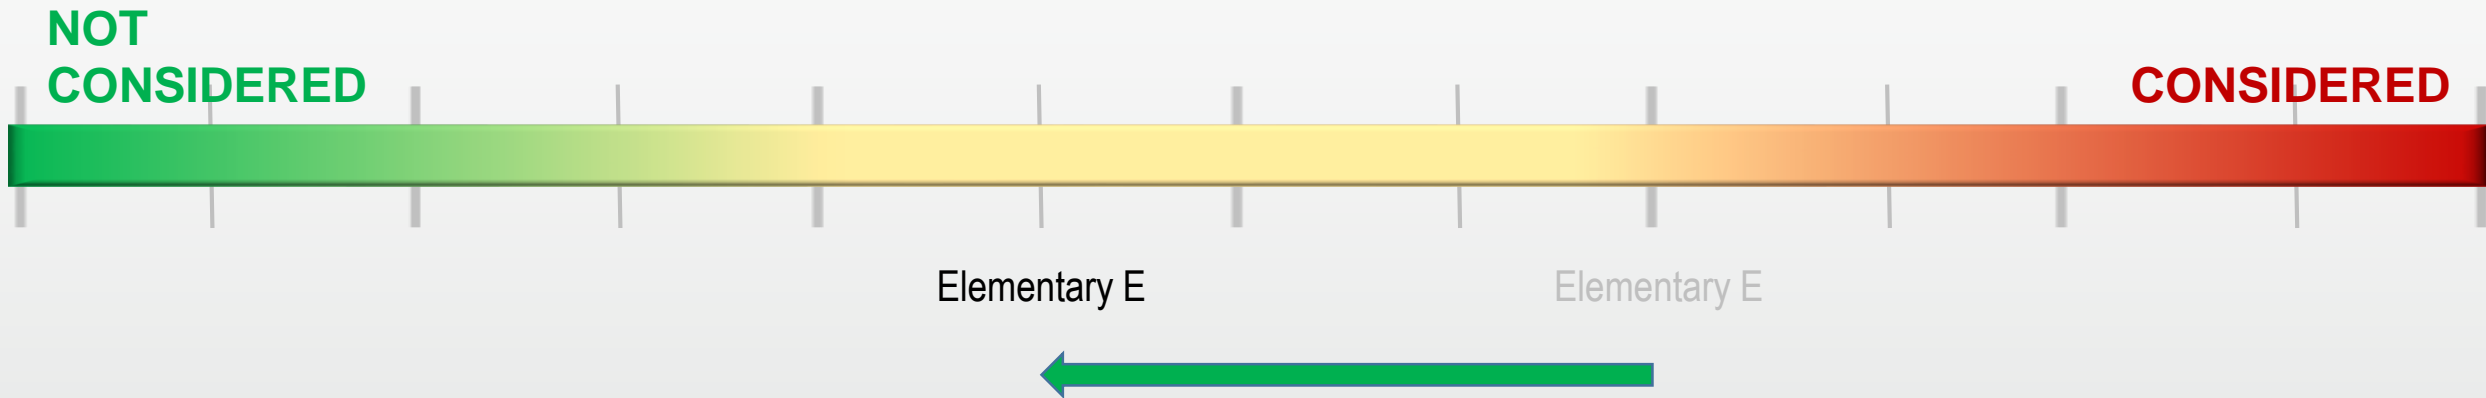 NOT
CONSIDERED
CONSIDERED
Elementary E
Elementary E